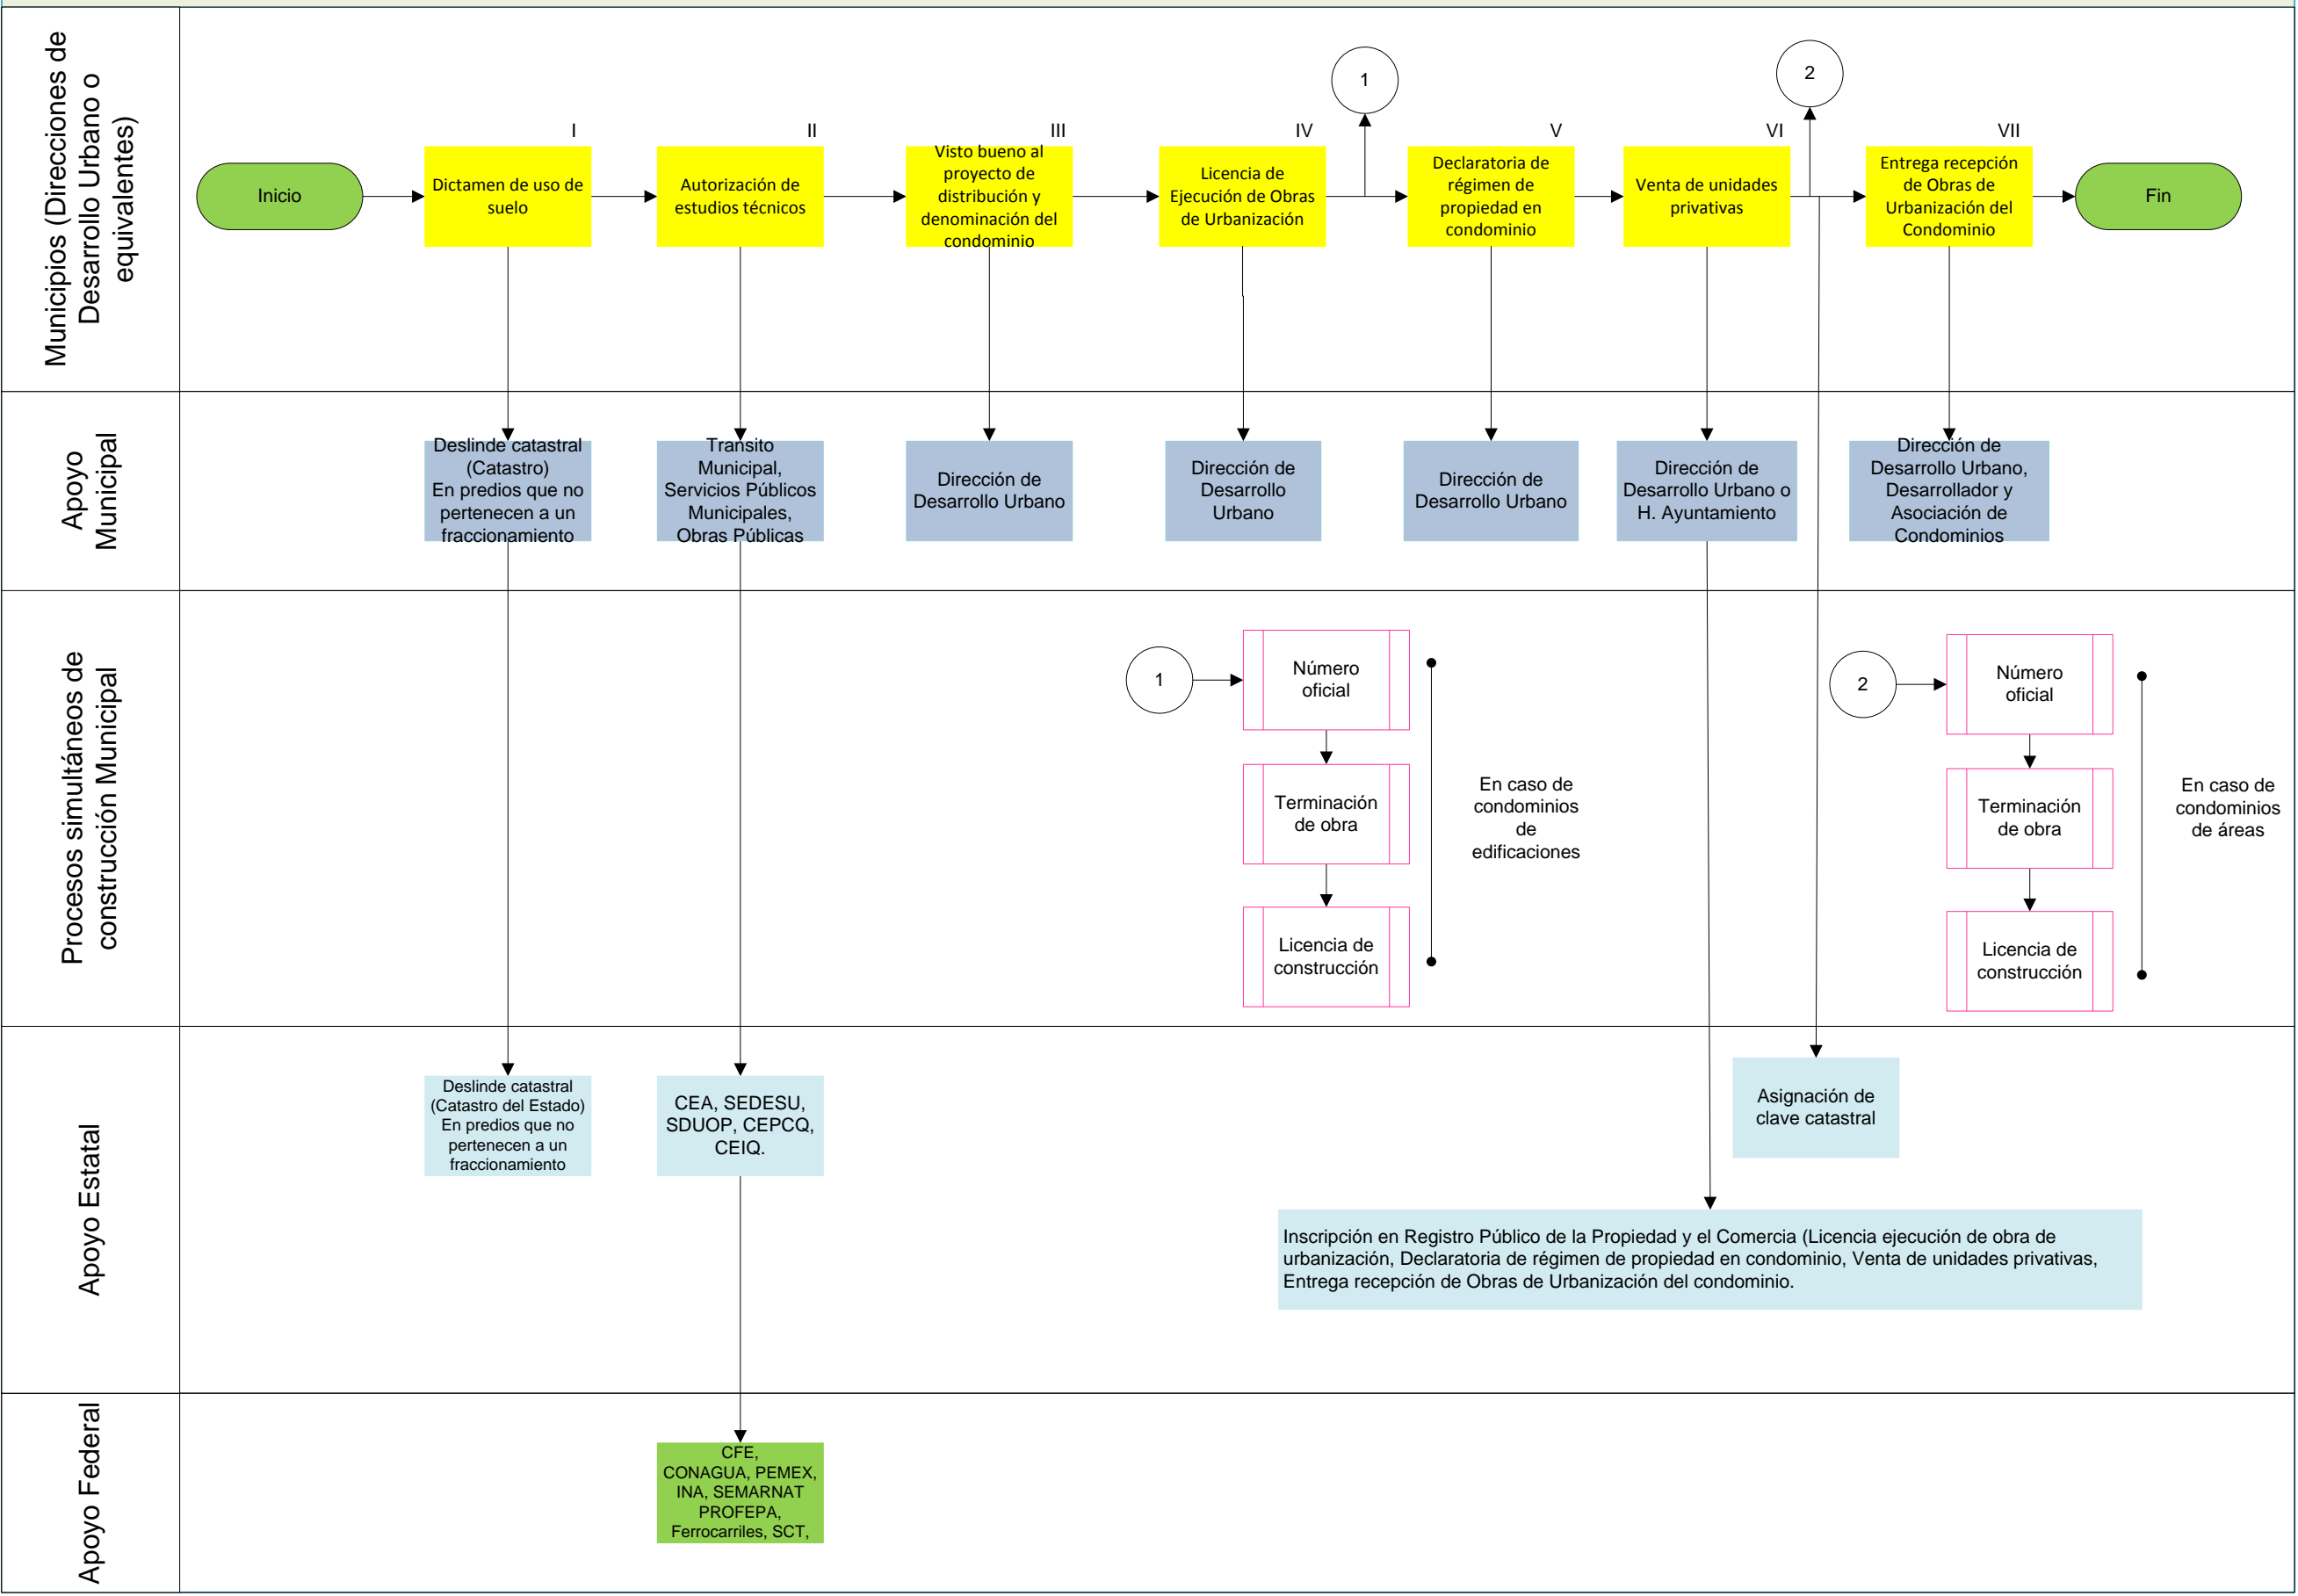 Municipios (Direcciones de
Desarrollo Urbano o
equivalentes)
1
2
I
II
III
IV
V
VI
VII
Inicio
Dictamen de uso de
suelo
Autorización de
estudios técnicos
Visto bueno al
proyecto de
distribución y
denominación del
condominio
Licencia de
Ejecución de Obras
de Urbanización
Declaratoria de
régimen de
propiedad en
condominio
Venta de unidades
privativas
Entrega recepción
de Obras de
Urbanización del
Condominio
Fin
Apoyo
Municipal
Deslinde catastral
(Catastro)
En predios que no
pertenecen a un
fraccionamiento
Transito
Municipal,
Servicios Públicos
Municipales,
Obras Públicas
Dirección de
Desarrollo Urbano
Dirección de
Desarrollo
Urbano
Dirección de
Desarrollo Urbano
Dirección de
Desarrollo Urbano o
H. Ayuntamiento
Dirección de
Desarrollo Urbano,
Desarrollador y
Asociación de
Condominios
Procesos simultáneos de
construcción Municipal
1
Número
oficial
Terminación
de obra
Licencia de
construcción
En caso de
condominios
de
edificaciones
2
Número
oficial
Terminación
de obra
Licencia de
construcción
En caso de
condominios
de áreas
Apoyo Estatal
Deslinde catastral
(Catastro del Estado)
En predios que no
pertenecen a un
fraccionamiento
CEA, SEDESU,
SDUOP, CEPCQ,
CEIQ.
Asignación de
clave catastral
Inscripción en Registro Público de la Propiedad y el Comercia (Licencia ejecución de obra de
urbanización, Declaratoria de régimen de propiedad en condominio, Venta de unidades privativas,
Entrega recepción de Obras de Urbanización del condominio.
Apoyo Federal
CFE,
CONAGUA, PEMEX,
INA, SEMARNAT
PROFEPA,
Ferrocarriles, SCT,